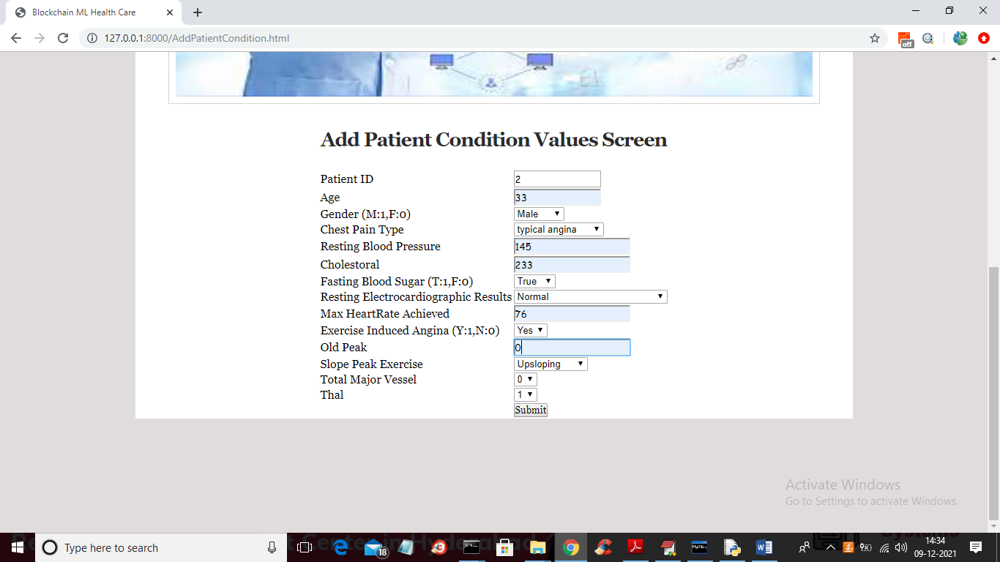 Blockchain ML Health Care
127.0.0.1:8000/AddPatientCondition.html
off
Add Patient Condition Values Screen
Patient ID 2
Age 33
Gender (M:1,F:0) Male
Chest Pain Type typical angina
Resting Blood Pressure 145
Cholestoral 233
Fasting Blood Sugar (T:1,F:0) True
Resting Electrocardiographic Results Normal
Max HeartRate Achieved 76
Exercise Induced Angina (Y:1,N:0) Yes
Old Peak 0
Slope Peak Exercise Upsloping
Total Major Vessel 0
Thal 1
Submit
Activate Windows
Go to Settings to activate Windows.
Type here to search
18
MySQL
14:34
09-12-2021